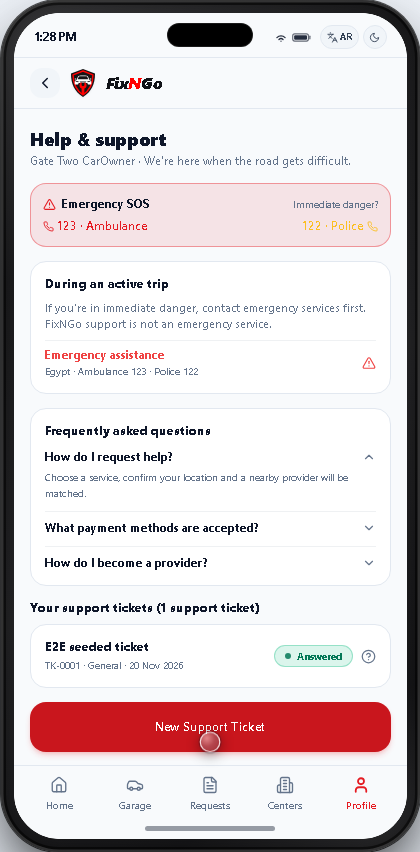 1:28 PM
AR
FixNGo
Help & support
Gate Two CarOwner · We're here when the road gets difficult.
Emergency SOS
Immediate danger?
123 · Ambulance
122 · Police
During an active trip
If you're in immediate danger, contact emergency services first.
FixNGo support is not an emergency service.
Emergency assistance
Egypt · Ambulance 123 · Police 122
Frequently asked questions
How do I request help?
Choose a service, confirm your location and a nearby provider will be
matched.
What payment methods are accepted?
How do I become a provider?
Your support tickets (1 support ticket)
E2E seeded ticket
TK-0001 · General · 20 Nov 2026
Answered
New Support Ticket
Home
Garage
Requests
Centers
Profile